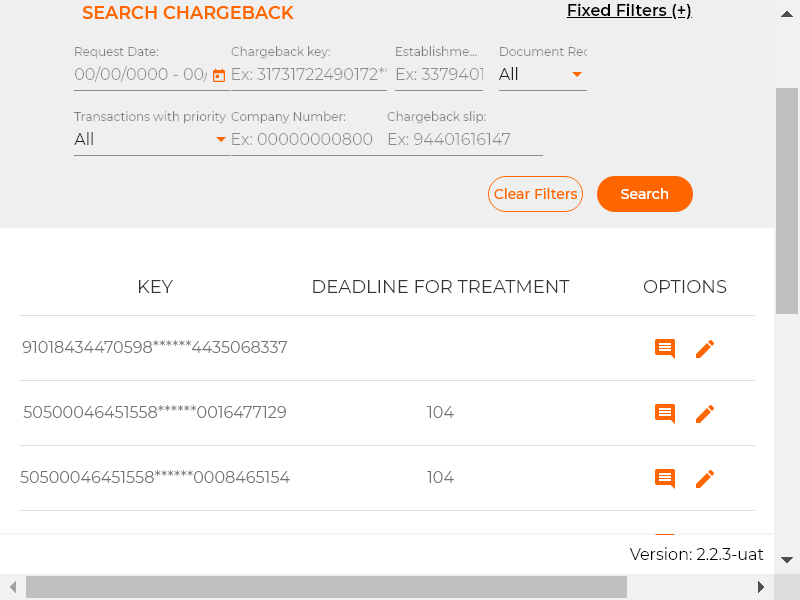 SEARCH CHARGEBACK
Fixed Filters (+)
Request Date: Chargeback key: Establishme... Document Rec
00/00/0000 - 00/ Ex: 31731722490172** Ex: 3379401 All
Transactions with priority Company Number: Chargeback slip:
All Ex: 00000000800 Ex: 94401616147
Clear Filters Search
KEY DEADLINE FOR TREATMENT OPTIONS
91018434470598******4435068337
50500046451558******0016477129 104
50500046451558******0008465154 104
Version: 2.2.3-uat